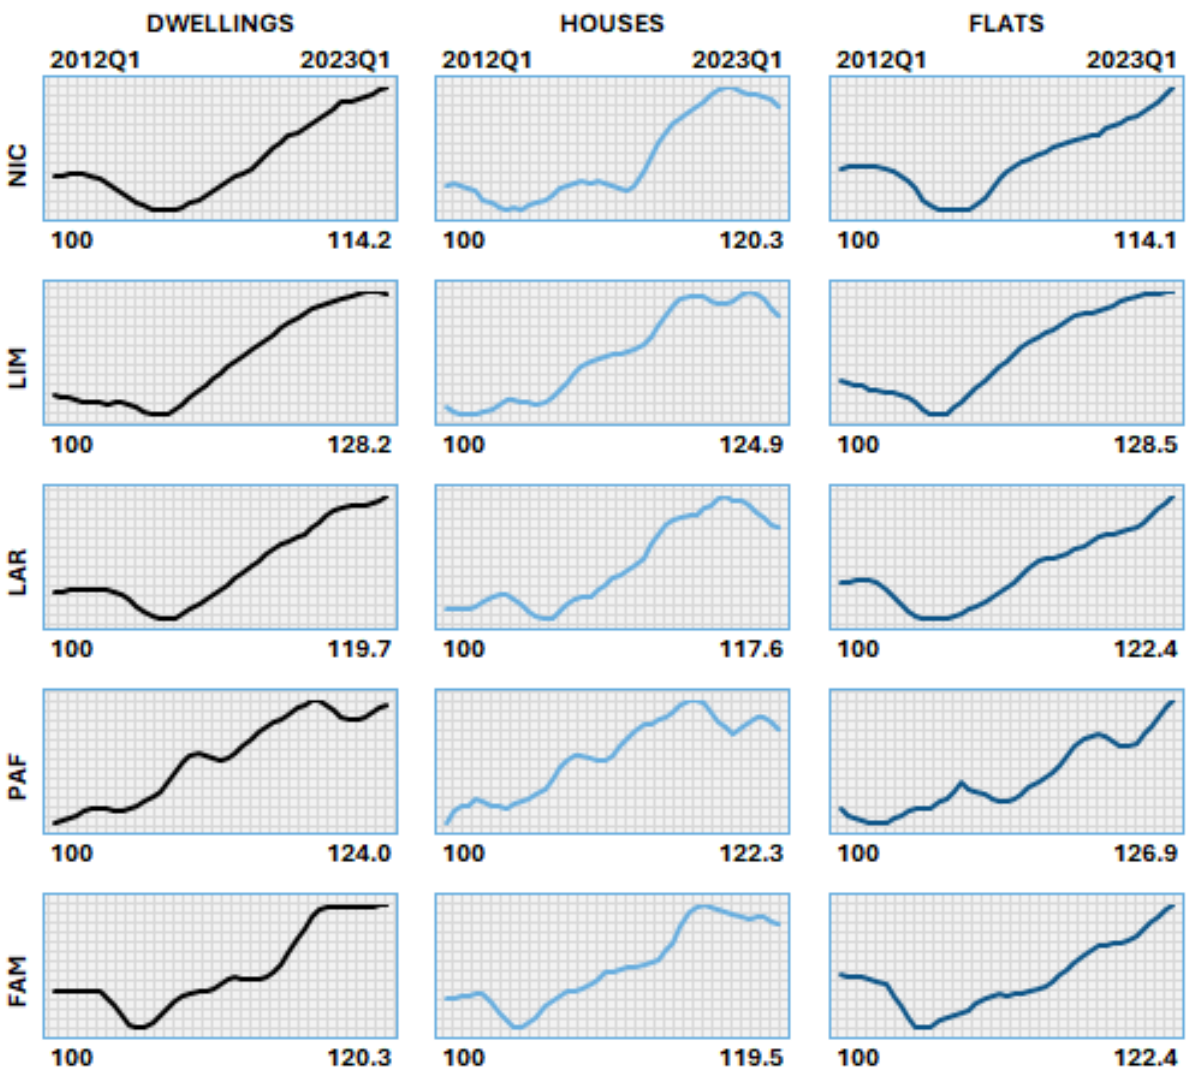 DWELLINGS HOUSES FLATS
2012Q1 2023Q1 2012Q1 2023Q1 2012Q1 2023Q1
NIC
100 114.2 100 120.3 100 114.1
LIM
100 128.2 100 124.9 100 128.5
LAR
100 119.7 100 117.6 100 122.4
PAF
100 124.0 100 122.3 100 126.9
FAM
100 120.3 100 119.5 100 122.4